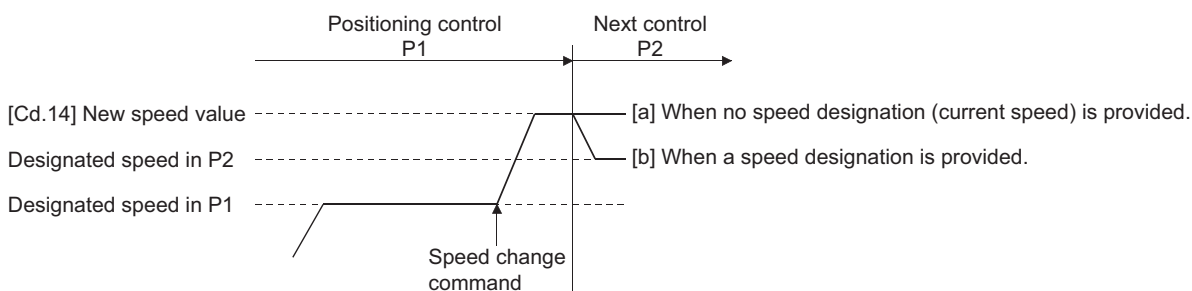 Positioning control
P1
Next control
P2
[Cd.14] New speed value
[a] When no speed designation (current speed) is provided.
Designated speed in P2
[b] When a speed designation is provided.
Designated speed in P1
Speed change
command